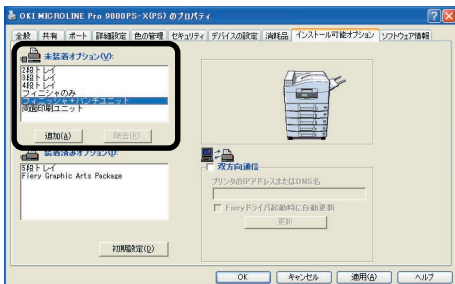 OKI MICROLINE Pro 9800PS-X(PS) のプロパティ
全般 共有 ポート 詳細設定 色の管理 セキュリティ デバイスの設定 消耗品 インストール可能オプション ソフトウェア情報
未装着オプション(V):
2段トレイ
3段トレイ
4段トレイ
フィニッシャのみ
フィニッシャ+パンチユニット
両面印刷ユニット
追加(A) 除去(R)
装着済みオプション(D):
5段トレイ
Fiery Graphic Arts Package
初期設定(D)
双方向通信
プリンタのIPアドレスまたはDNS名
Fieryドライバ起動時に自動更新
更新
OK キャンセル 適用(A) ヘルプ